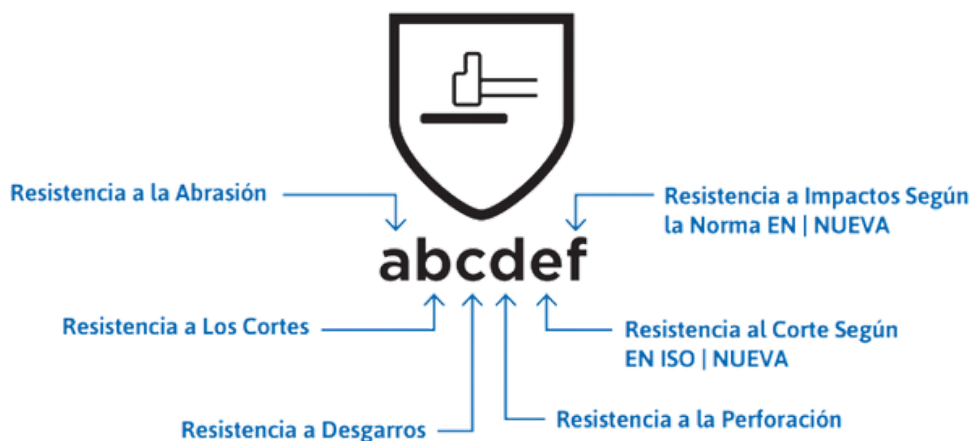 Resistencia a la Abrasión
Resistencia a Impactos Según
la Norma EN | NUEVA
abcdef
Resistencia a Los Cortes
Resistencia al Corte Según
EN ISO | NUEVA
Resistencia a Desgarros
Resistencia a la Perforación